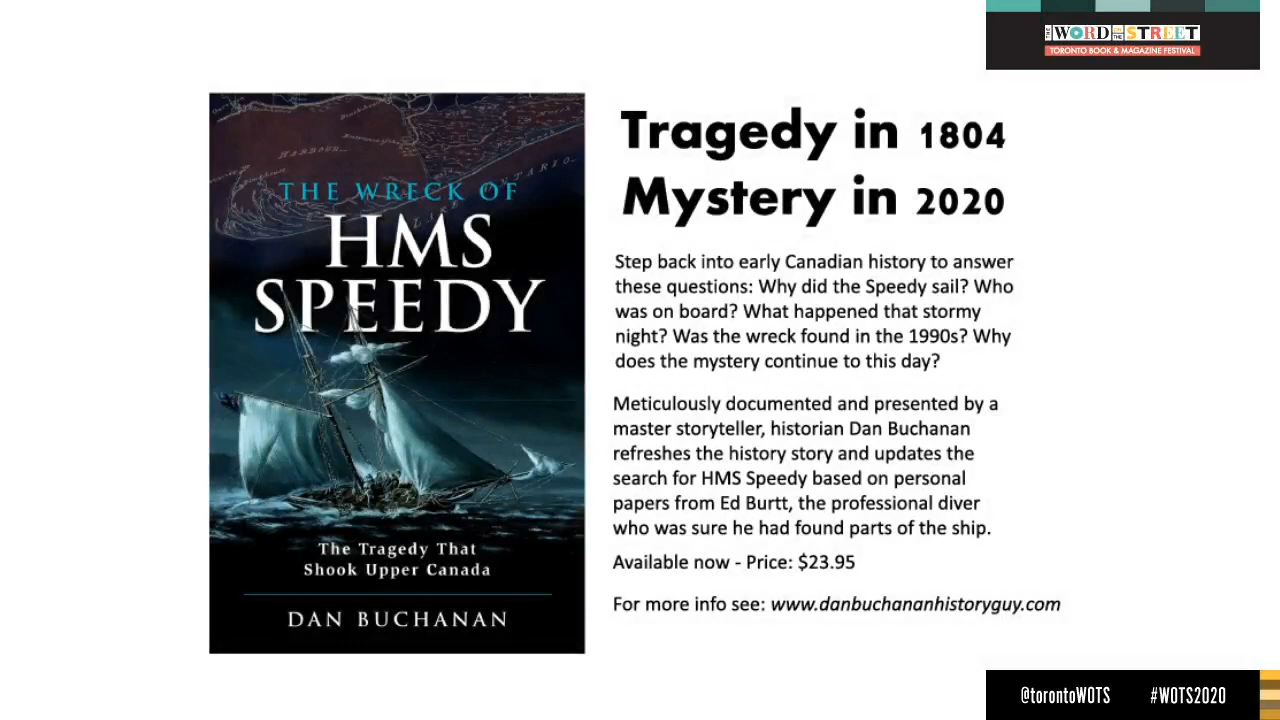 THE WORD ON THE STREET
TORONTO BOOK & MAGAZINE FESTIVAL
HARBOUR
LAKE ONTARIO
THE WRECK OF
HMS
SPEEDY
The Tragedy That
Shook Upper Canada
DAN BUCHANAN
Tragedy in 1804
Mystery in 2020
Step back into early Canadian history to answer
these questions: Why did the Speedy sail? Who
was on board? What happened that stormy
night? Was the wreck found in the 1990s? Why
does the mystery continue to this day?
Meticulously documented and presented by a
master storyteller, historian Dan Buchanan
refreshes the history story and updates the
search for HMS Speedy based on personal
papers from Ed Burtt, the professional diver
who was sure he had found parts of the ship.
Available now - Price: $23.95
For more info see: www.danbuchananhistoryguy.com
@torontoWOTS #WOTS2020